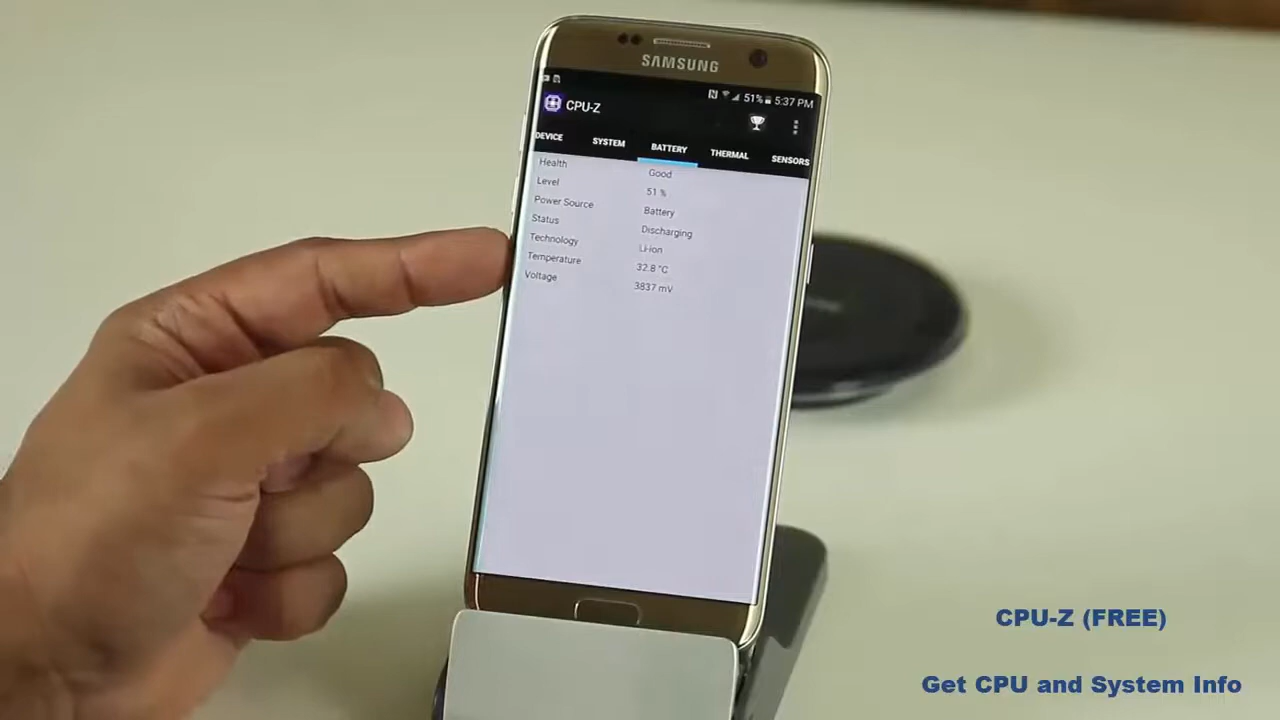 SAMSUNG
51% 5:37 PM
CPU-Z
DEVICE SYSTEM BATTERY THERMAL SENSORS
Health Good
Level 51 %
Power Source Battery
Status Discharging
Technology Li-ion
Temperature 32.8 °C
Voltage 3837 mV
CPU-Z (FREE)
Get CPU and System Info